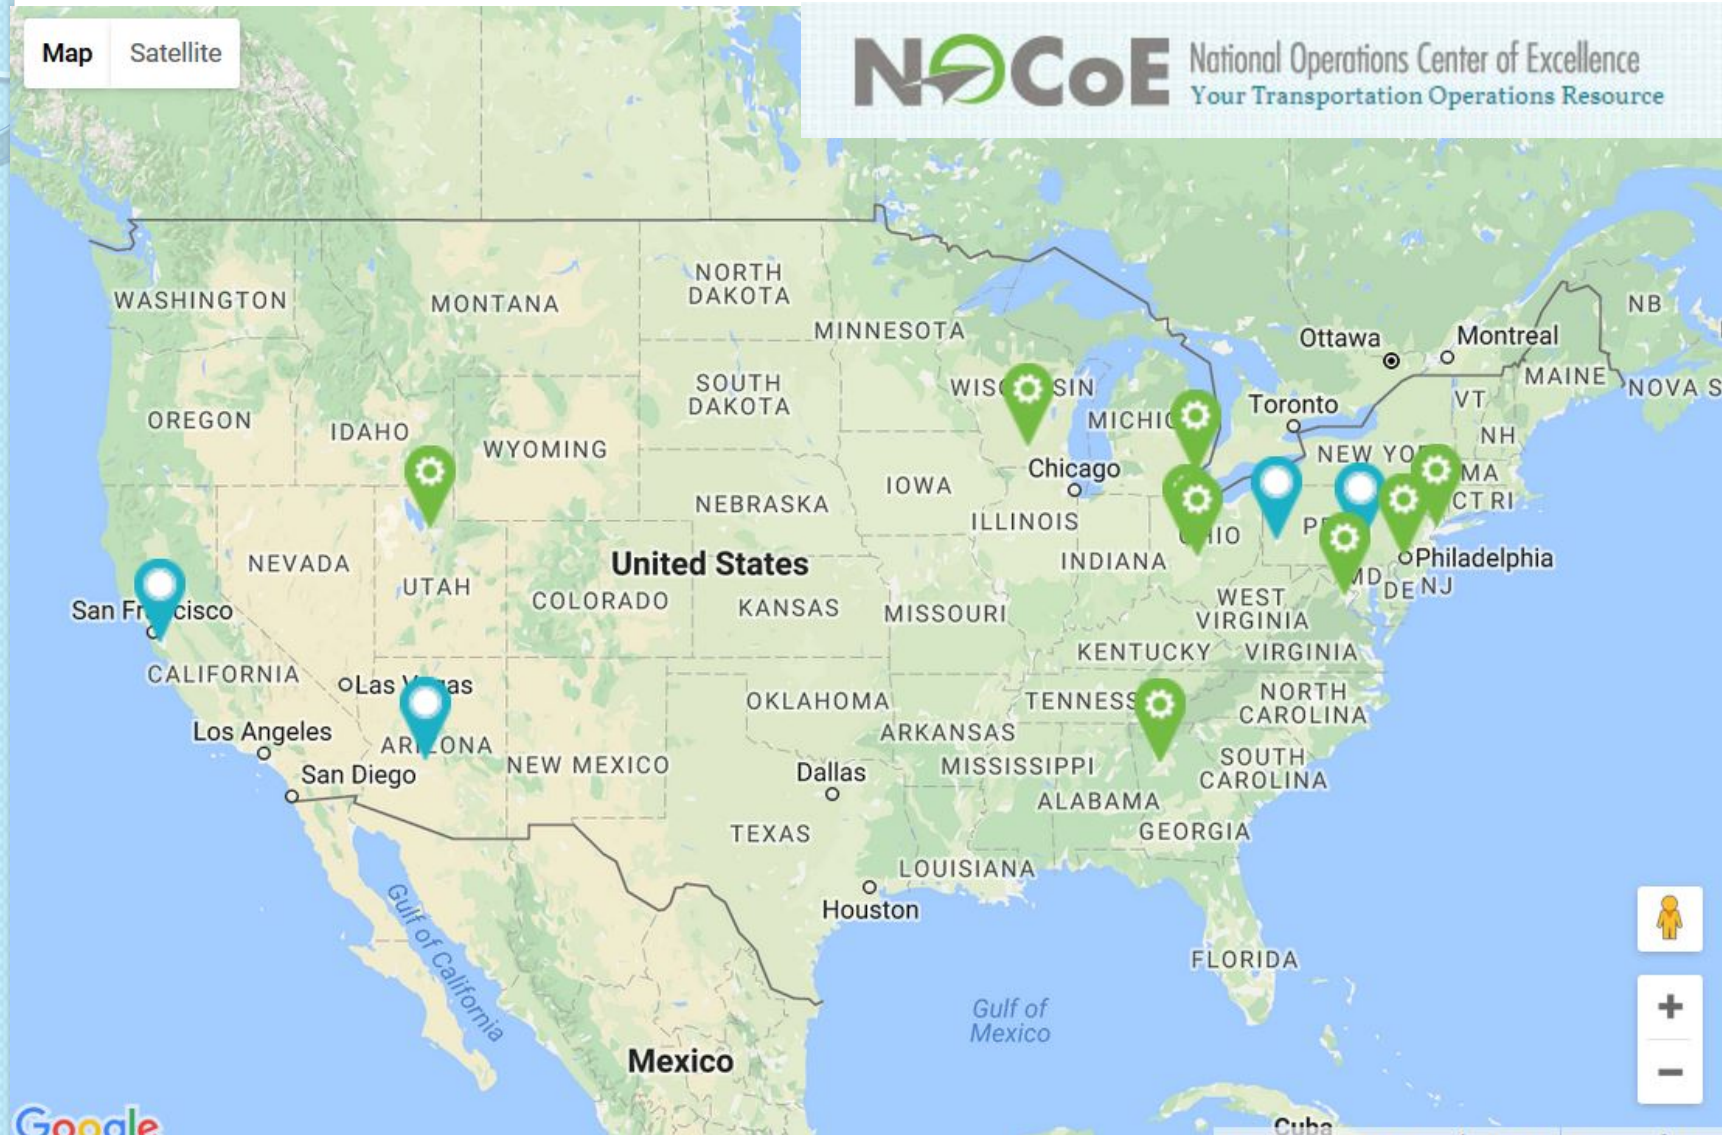 Map Satellite
NOCoE
National Operations Center of Excellence
Your Transportation Operations Resource
NORTH
DAKOTA
WASHINGTON
MONTANA
NB
MINNESOTA
Ottawa
Montreal
SOUTH
DAKOTA
MAINE
NOVA S
VT
Toronto
OREGON
IDAHO
WYOMING
NH
Chicago
MA
IOWA
NEBRASKA
CT RI
ILLINOIS
INDIANA
Philadelphia
NEVADA
United States
UTAH
COLORADO
KANSAS
MISSOURI
MD
DE
NJ
WEST
VIRGINIA
KENTUCKY
VIRGINIA
CALIFORNIA
OKLAHOMA
NORTH
CAROLINA
Los Angeles
ARKANSAS
San Diego
NEW MEXICO
Dallas
MISSISSIPPI
SOUTH
CAROLINA
ALABAMA
TEXAS
GEORGIA
LOUISIANA
Houston
Gulf of California
FLORIDA
Gulf of
Mexico
Mexico
Google
Cuba